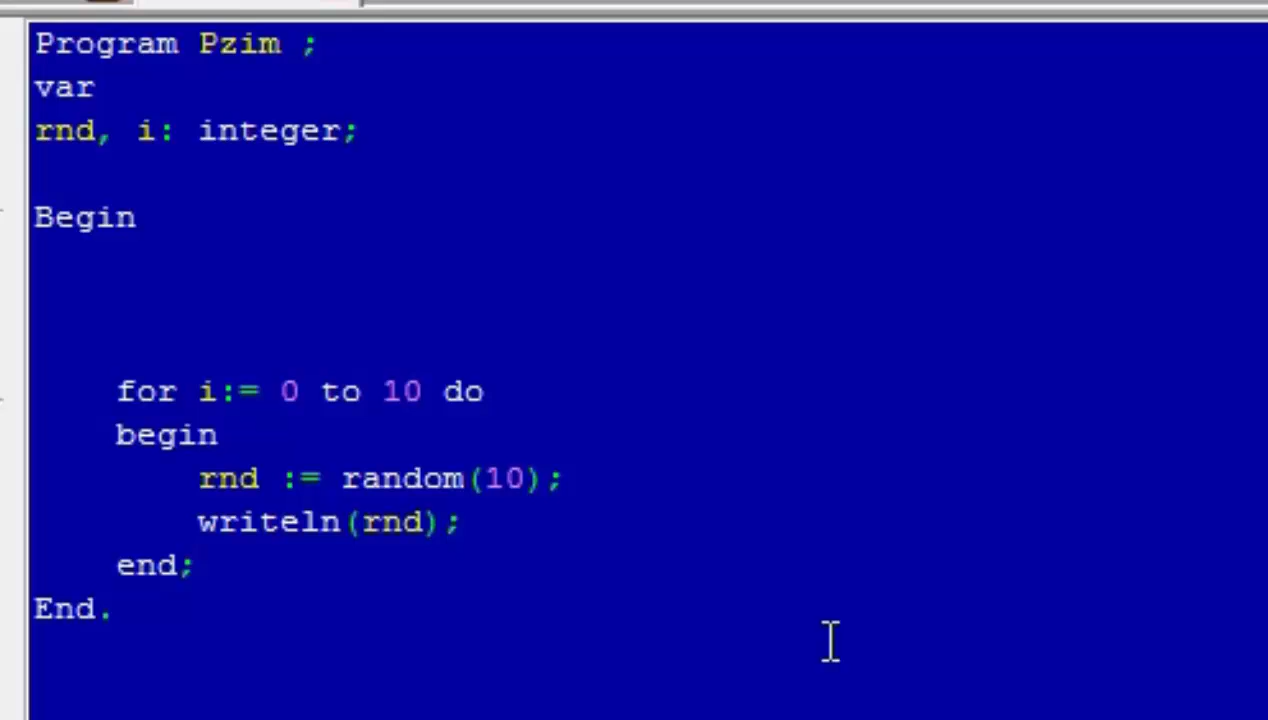 Program Pzim ;
var
rnd, i: integer;
Begin
for i:= 0 to 10 do
begin
rnd := random(10);
writeln(rnd);
end;
End.